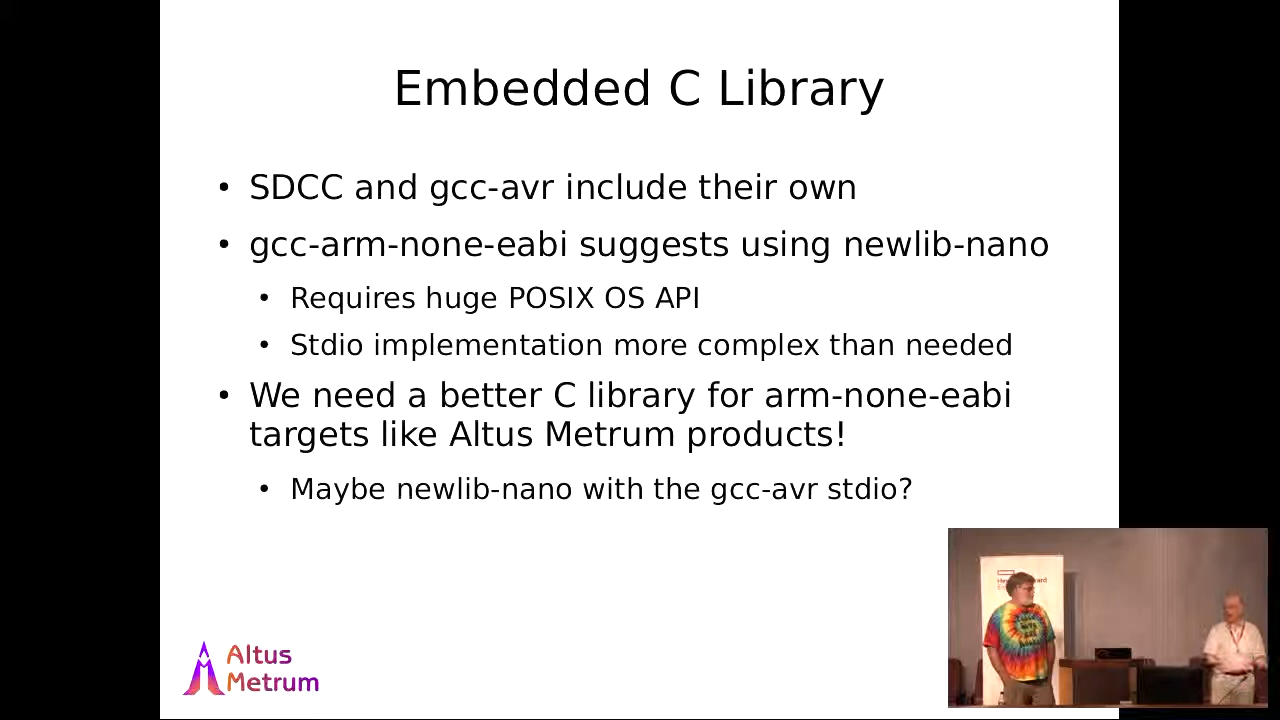 Embedded C Library
• SDCC and gcc-avr include their own
• gcc-arm-none-eabi suggests using newlib-nano
• Requires huge POSIX OS API
• Stdio implementation more complex than needed
• We need a better C library for arm-none-eabi
targets like Altus Metrum products!
• Maybe newlib-nano with the gcc-avr stdio?
Altus
Metrum